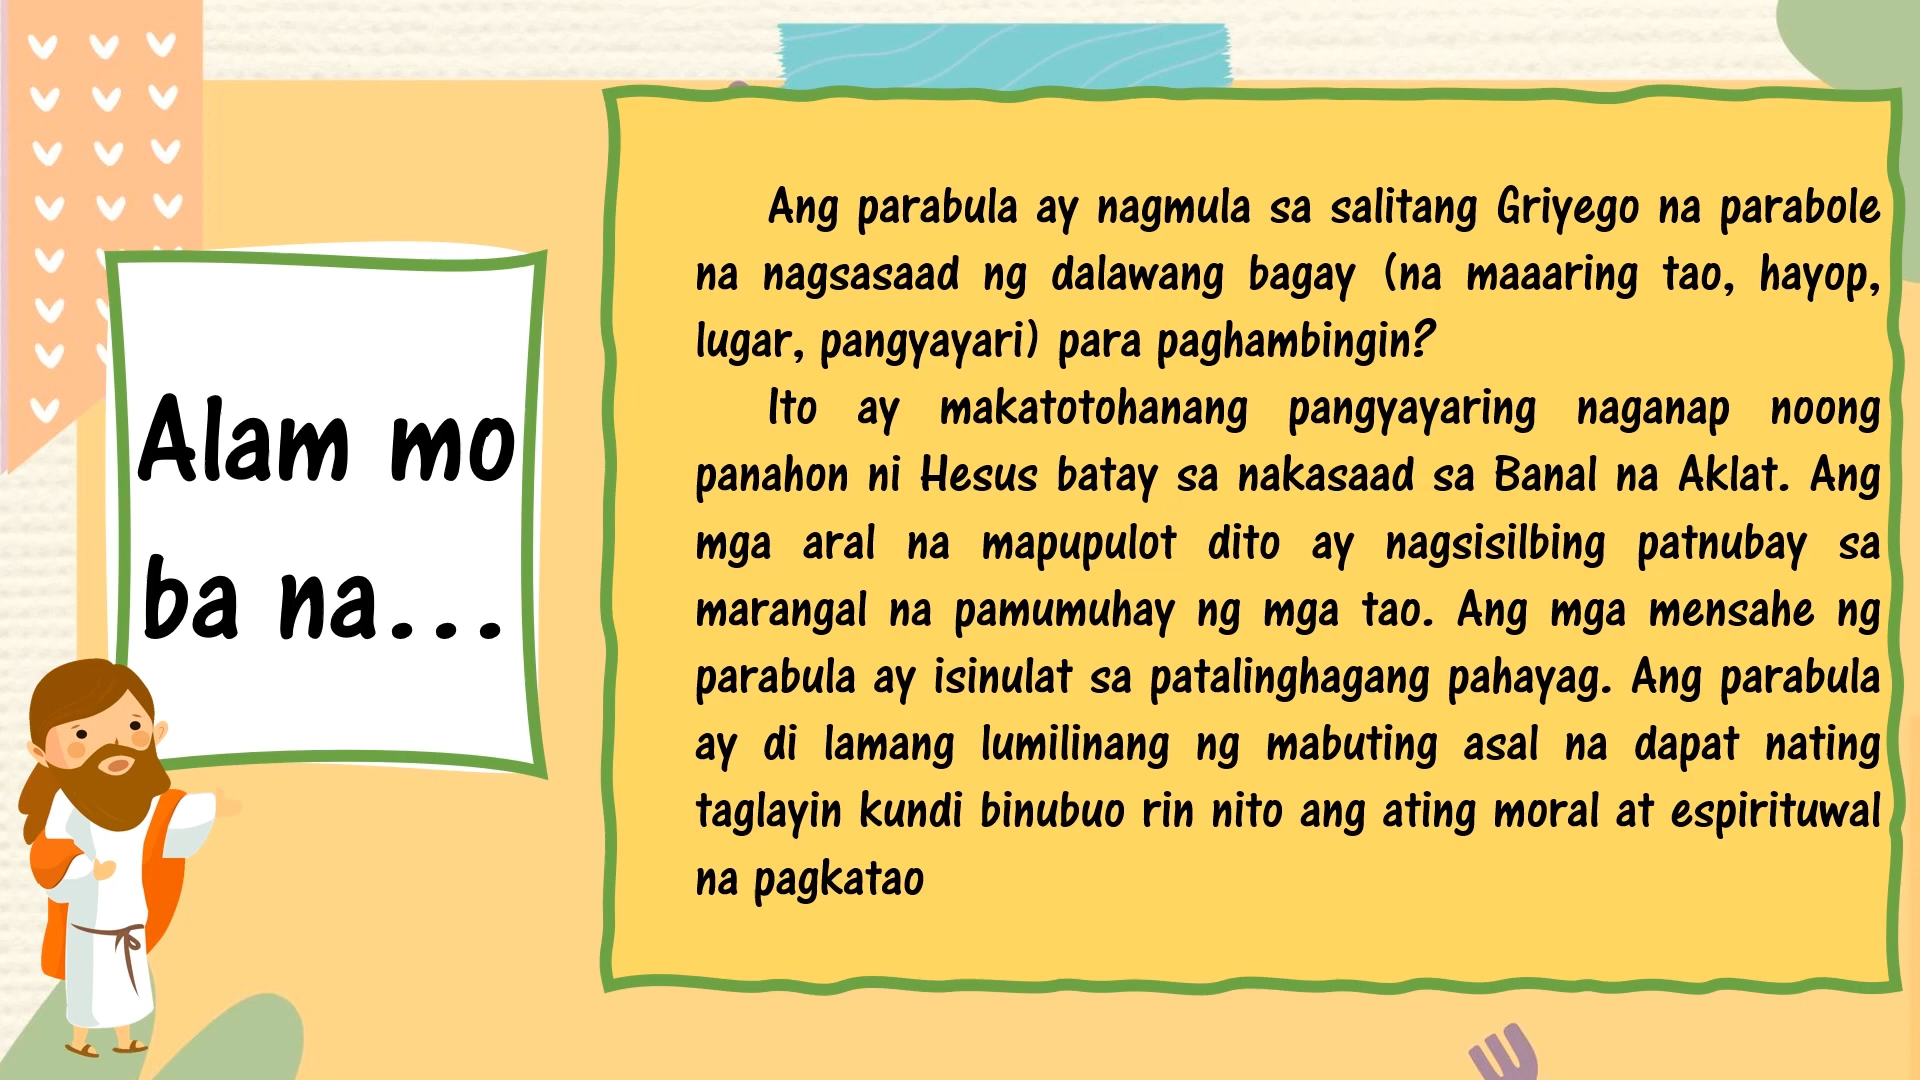 Alam mo
ba na...
Ang parabula ay nagmula sa salitang Griyego na parabole
na nagsasaad ng dalawang bagay (na maaaring tao, hayop,
lugar, pangyayari) para paghambingin?
Ito ay makatotohanang pangyayaring naganap noong
panahon ni Hesus batay sa nakasaad sa Banal na Aklat. Ang
mga aral na mapupulot dito ay nagsisilbing patnubay sa
marangal na pamumuhay ng mga tao. Ang mga mensahe ng
parabula ay isinulat sa patalinghagang pahayag. Ang parabula
ay di lamang lumilinang ng mabuting asal na dapat nating
taglayin kundi binubuo rin nito ang ating moral at espirituwal
na pagkatao